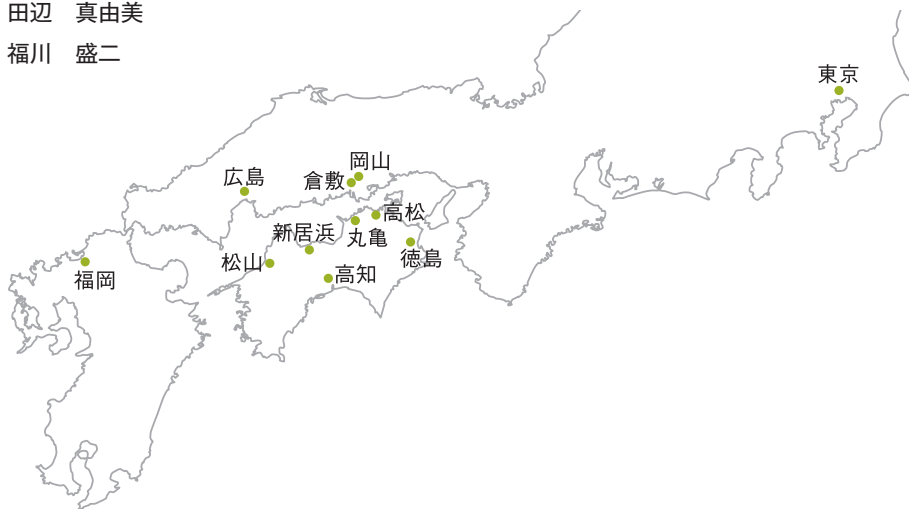 田辺　真由美
福川　盛二
東京
岡山
広島
倉敷
高松
新居浜
丸亀
徳島
松山
高知
福岡